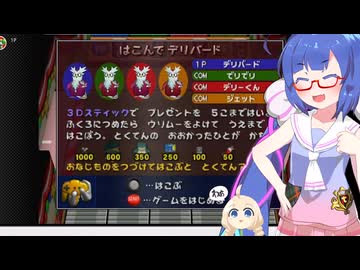 1P
はこんで デリバード
1P デリバード
COM でりでり
COM デリーくん
COM ジェット
3Dスティックで プレゼントを 5こまではい
ふくろにつめたら ウリムーをよけて うえまで
はこぼう。とくてんの おおかったひとが かち
1000 600 350 250 100 50
おなじものをつづけてはこぶと とくてん
…はこぶ
START …ゲームをはじめる